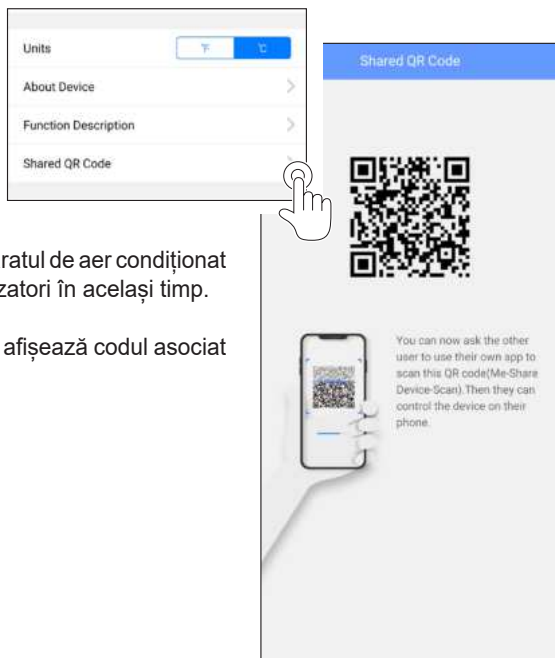 Units
°F
°C
About Device
Function Description
Shared QR Code
Shared QR Code
ratul de aer condiționat
zatori în același timp.
afișează codul asociat
You can now ask the other
user to use their own app to
scan this QR code(Me-Share
Device-Scan).Then they can
control the device on their
phone.